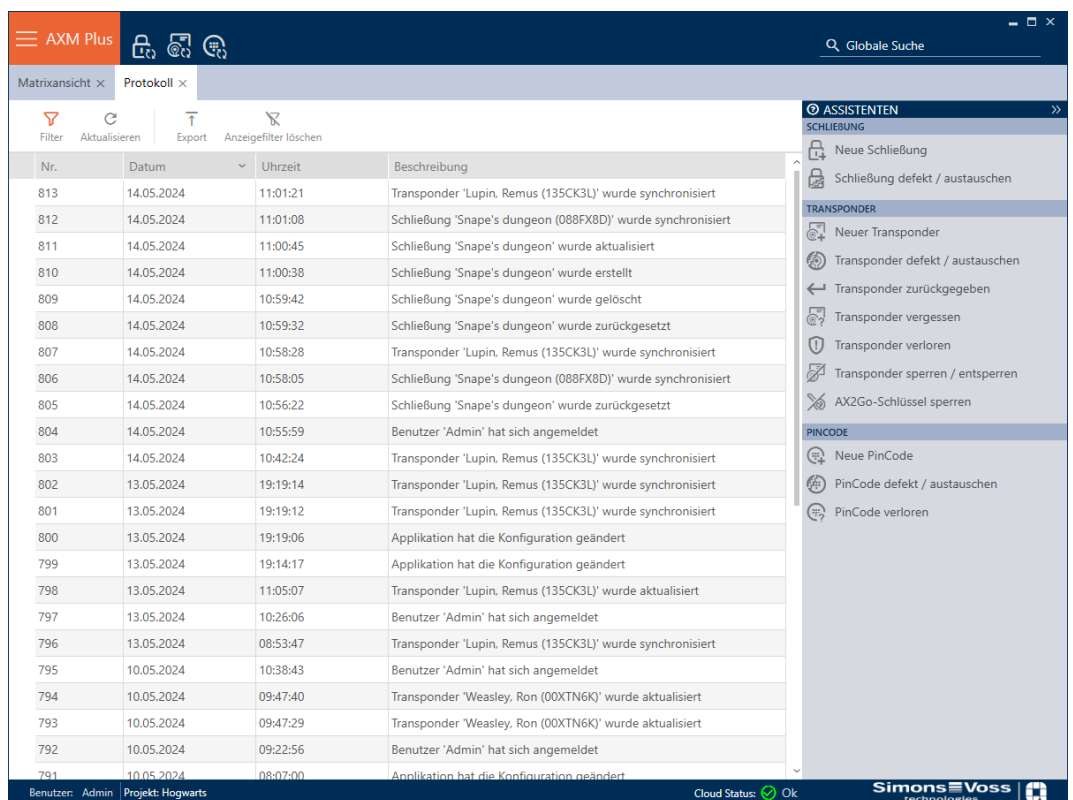 AXM Plus
Globale Suche
Matrixansicht
Protokoll
Filter
Aktualisieren
Export
Anzeigefilter löschen
Nr. Datum Uhrzeit Beschreibung
813 14.05.2024 11:01:21 Transponder 'Lupin, Remus (135CK3L)' wurde synchronisiert
812 14.05.2024 11:01:08 Schließung 'Snape's dungeon (088FX8D)' wurde synchronisiert
811 14.05.2024 11:00:45 Schließung 'Snape's dungeon' wurde aktualisiert
810 14.05.2024 11:00:38 Schließung 'Snape's dungeon' wurde erstellt
809 14.05.2024 10:59:42 Schließung 'Snape's dungeon' wurde gelöscht
808 14.05.2024 10:59:32 Schließung 'Snape's dungeon' wurde zurückgesetzt
807 14.05.2024 10:58:28 Transponder 'Lupin, Remus (135CK3L)' wurde synchronisiert
806 14.05.2024 10:58:05 Schließung 'Snape's dungeon (088FX8D)' wurde synchronisiert
805 14.05.2024 10:56:22 Schließung 'Snape's dungeon' wurde zurückgesetzt
804 14.05.2024 10:55:59 Benutzer 'Admin' hat sich angemeldet
803 14.05.2024 10:42:24 Transponder 'Lupin, Remus (135CK3L)' wurde synchronisiert
802 13.05.2024 19:19:14 Transponder 'Lupin, Remus (135CK3L)' wurde synchronisiert
801 13.05.2024 19:19:12 Transponder 'Lupin, Remus (135CK3L)' wurde synchronisiert
800 13.05.2024 19:19:06 Applikation hat die Konfiguration geändert
799 13.05.2024 19:14:17 Applikation hat die Konfiguration geändert
798 13.05.2024 11:05:07 Transponder 'Lupin, Remus (135CK3L)' wurde aktualisiert
797 13.05.2024 10:26:06 Benutzer 'Admin' hat sich angemeldet
796 13.05.2024 08:53:47 Transponder 'Lupin, Remus (135CK3L)' wurde synchronisiert
795 10.05.2024 10:38:43 Benutzer 'Admin' hat sich angemeldet
794 10.05.2024 09:47:40 Transponder 'Weasley, Ron (00XTN6K)' wurde aktualisiert
793 10.05.2024 09:47:29 Transponder 'Weasley, Ron (00XTN6K)' wurde aktualisiert
792 10.05.2024 09:22:56 Benutzer 'Admin' hat sich angemeldet
791 10.05.2024 08:07:00 Applikation hat die Konfiguration geändert
ASSISTENTEN
SCHLIEßUNG
Neue Schließung
Schließung defekt / austauschen
TRANSPONDER
Neuer Transponder
Transponder defekt / austauschen
Transponder zurückgegeben
Transponder vergessen
Transponder verloren
Transponder sperren / entsperren
AX2Go-Schlüssel sperren
PINCODE
Neue PinCode
PinCode defekt / austauschen
PinCode verloren
Benutzer: Admin Projekt: Hogwarts
Cloud Status: Ok
Simons Voss
technologies